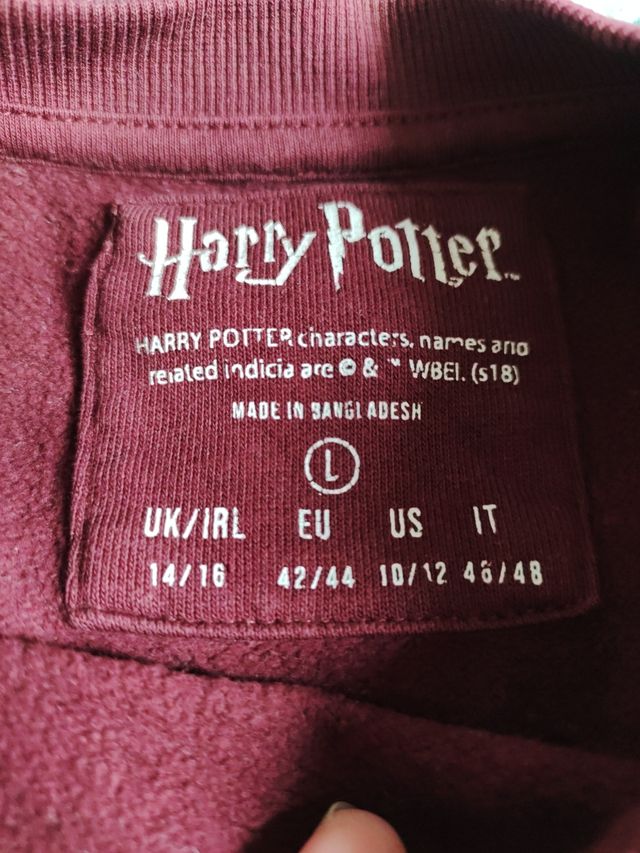 Harry Potter™
HARRY POTTER characters, names and
related indicia are © & ™ WBEI. (s18)
MADE IN BANGLADESH
L
UK/IRL EU US IT
14/16 42/44 10/12 46/48